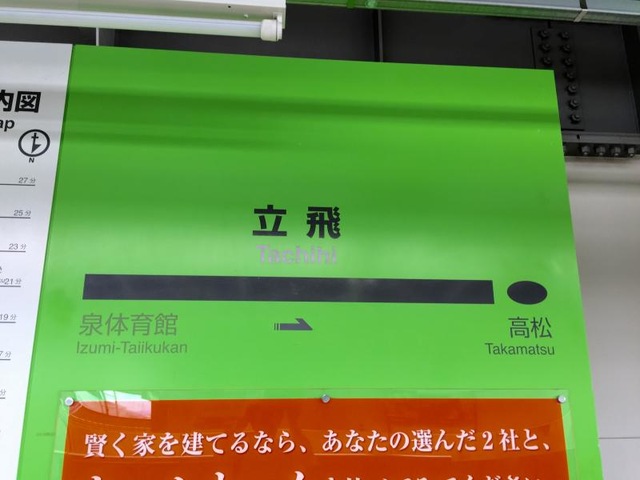 内図
ap
N
27分
25分
23分
21分
19分
立飛
Tachihi
泉体育館
Izumi-Taiikukan
高松
Takamatsu
賢く家を建てるなら、あなたの選んだ2社と、